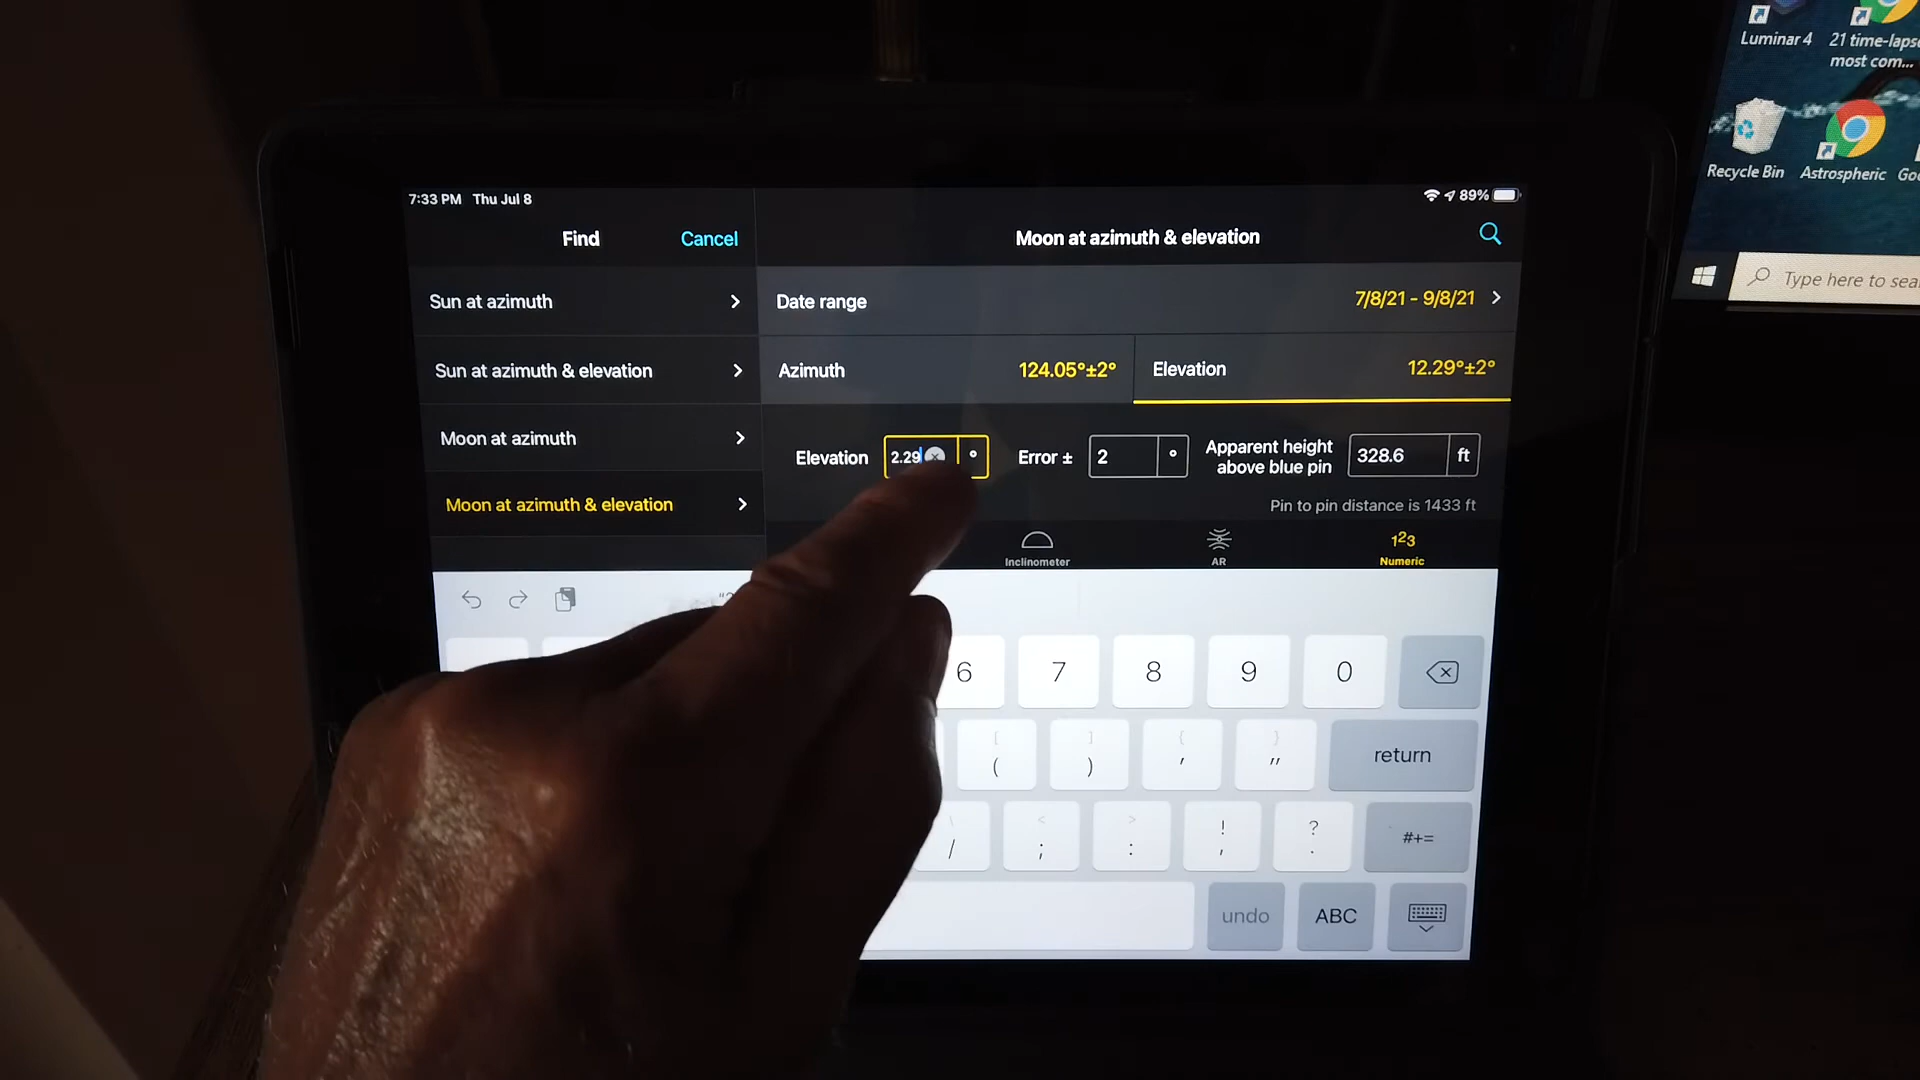 Luminar 4
21 time-laps
most com...
Recycle Bin
Astrospheric
Goo
Type here to sea
7:33 PM Thu Jul 8
89%
Find
Cancel
Moon at azimuth & elevation
Sun at azimuth
Sun at azimuth & elevation
Moon at azimuth
Moon at azimuth & elevation
Date range
7/8/21 - 9/8/21
Azimuth
124.05°±2°
Elevation
12.29°±2°
Elevation
2.29
°
Error ±
2
°
Apparent height
above blue pin
328.6
ft
Pin to pin distance is 1433 ft
Inclinometer
AR
123
Numeric
6 7 8 9 0
[ ] { }
( ) ' "
return
\ < > ! ?
/ ; : , .
#+=
undo
ABC